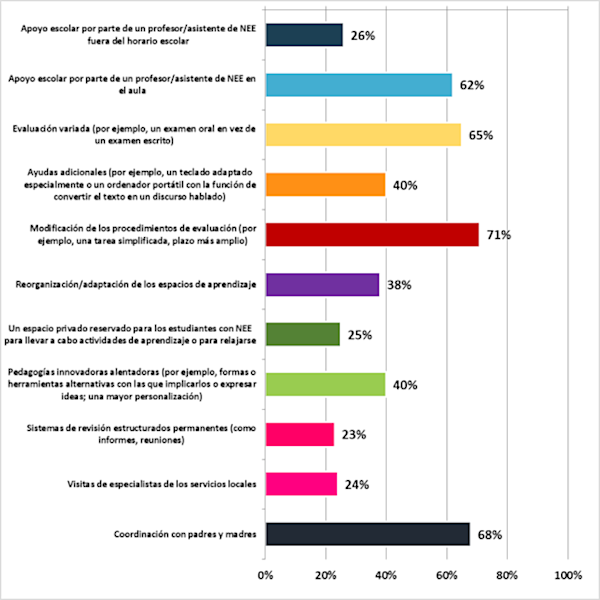 Apoyo escolar por parte de un profesor/asistente de NEE
fuera del horario escolar
26%
Apoyo escolar por parte de un profesor/asistente de NEE en
el aula
62%
Evaluación variada (por ejemplo, un examen oral en vez de
un examen escrito)
65%
Ayudas adicionales (por ejemplo, un teclado adaptado
especialmente o un ordenador portátil con la función de
convertir el texto en un discurso hablado)
40%
Modificación de los procedimientos de evaluación (por
ejemplo, una tarea simplificada, plazo más amplio)
71%
Reorganización/adaptación de los espacios de aprendizaje
38%
Un espacio privado reservado para los estudiantes con NEE
para llevar a cabo actividades de aprendizaje o para relajarse
25%
Pedagogías innovadoras alentadoras (por ejemplo, formas o
herramientas alternativas con las que implicarlos o expresar
ideas; una mayor personalización)
40%
Sistemas de revisión estructurados permanentes (como
informes, reuniones)
23%
Visitas de especialistas de los servicios locales
24%
Coordinación con padres y madres
68%
0% 20% 40% 60% 80% 100%